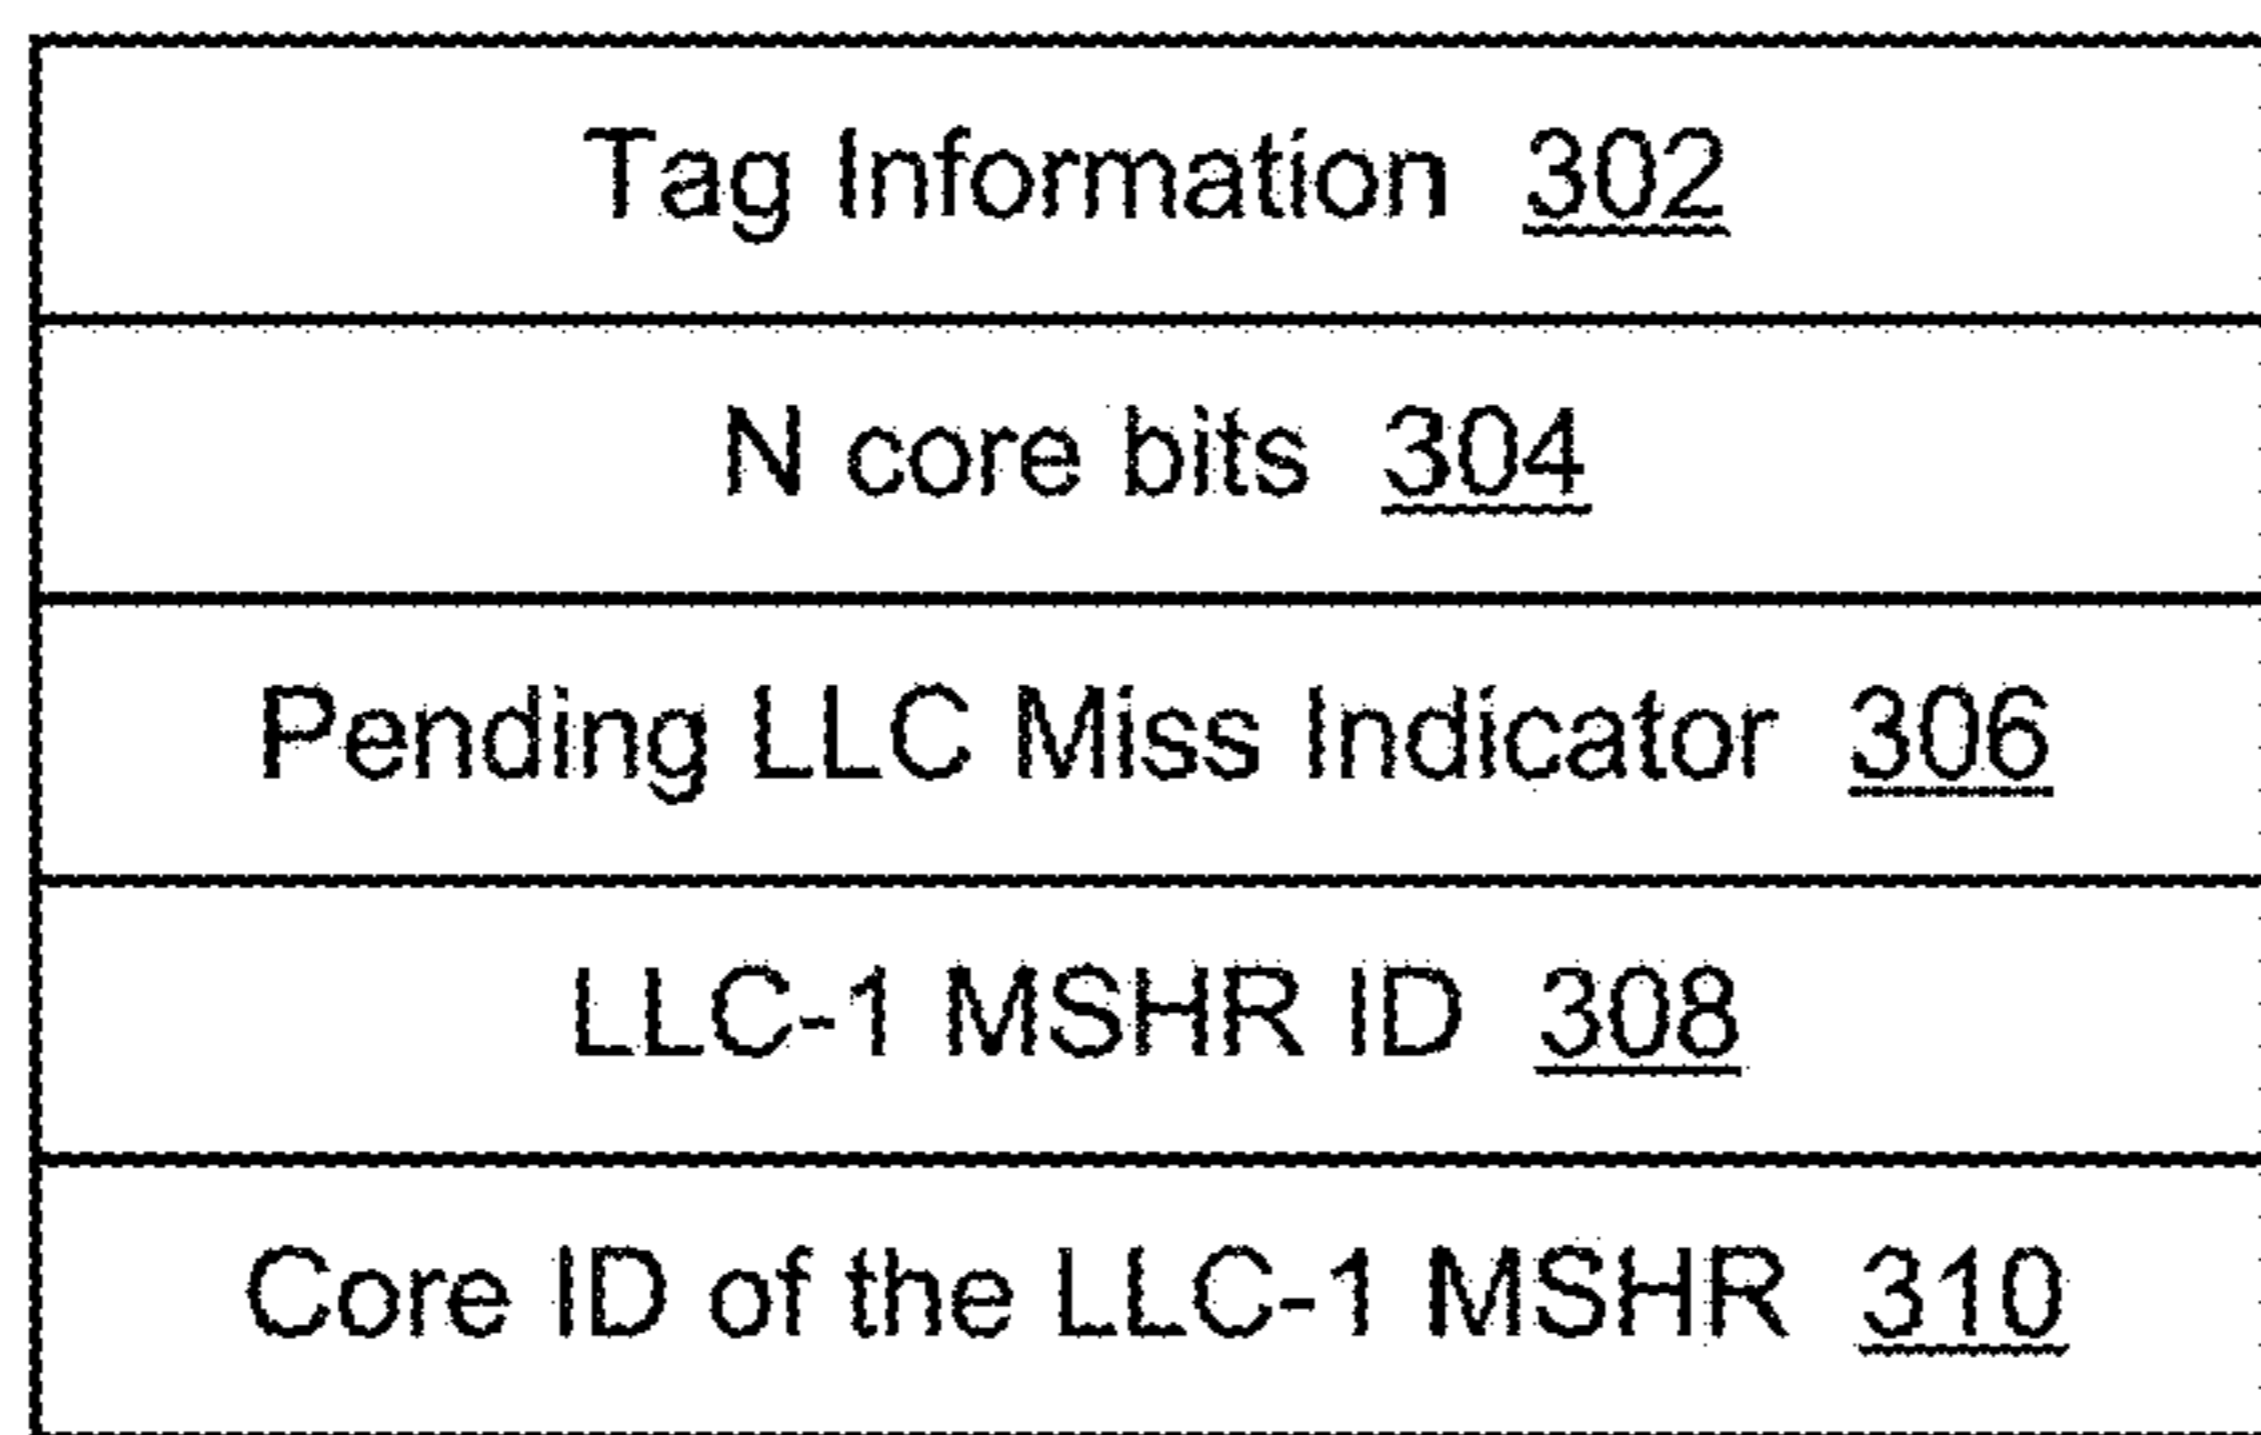 Tag Information 302
N core bits 304
Pending LLC Miss Indicator 306
LLC-1 MSHR ID 308
Core ID of the LLC-1 MSHR 310